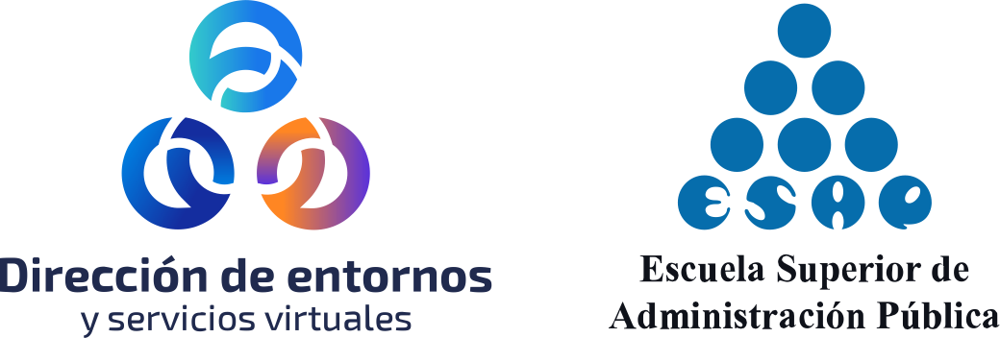 Dirección de entornos
y servicios virtuales
ESAP
Escuela Superior de
Administración Pública